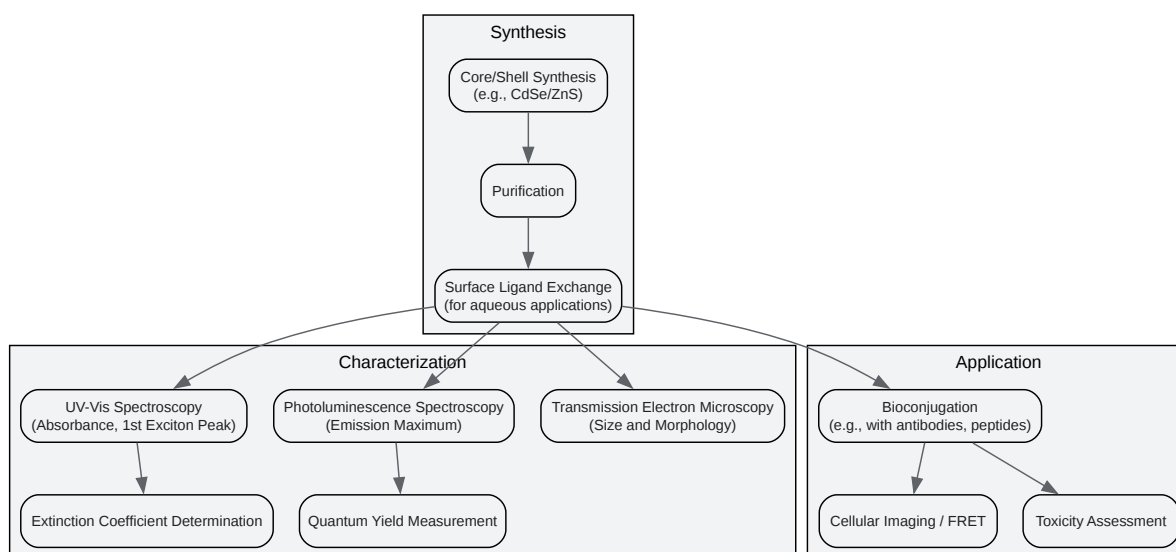 Synthesis
Core/Shell Synthesis
(e.g., CdSe/ZnS)
Purification
Surface Ligand Exchange
(for aqueous applications)
Characterization
UV-Vis Spectroscopy
(Absorbance, 1st Exciton Peak)
Photoluminescence Spectroscopy
(Emission Maximum)
Transmission Electron Microscopy
(Size and Morphology)
Extinction Coefficient Determination
Quantum Yield Measurement
Application
Bioconjugation
(e.g., with antibodies, peptides)
Cellular Imaging / FRET
Toxicity Assessment